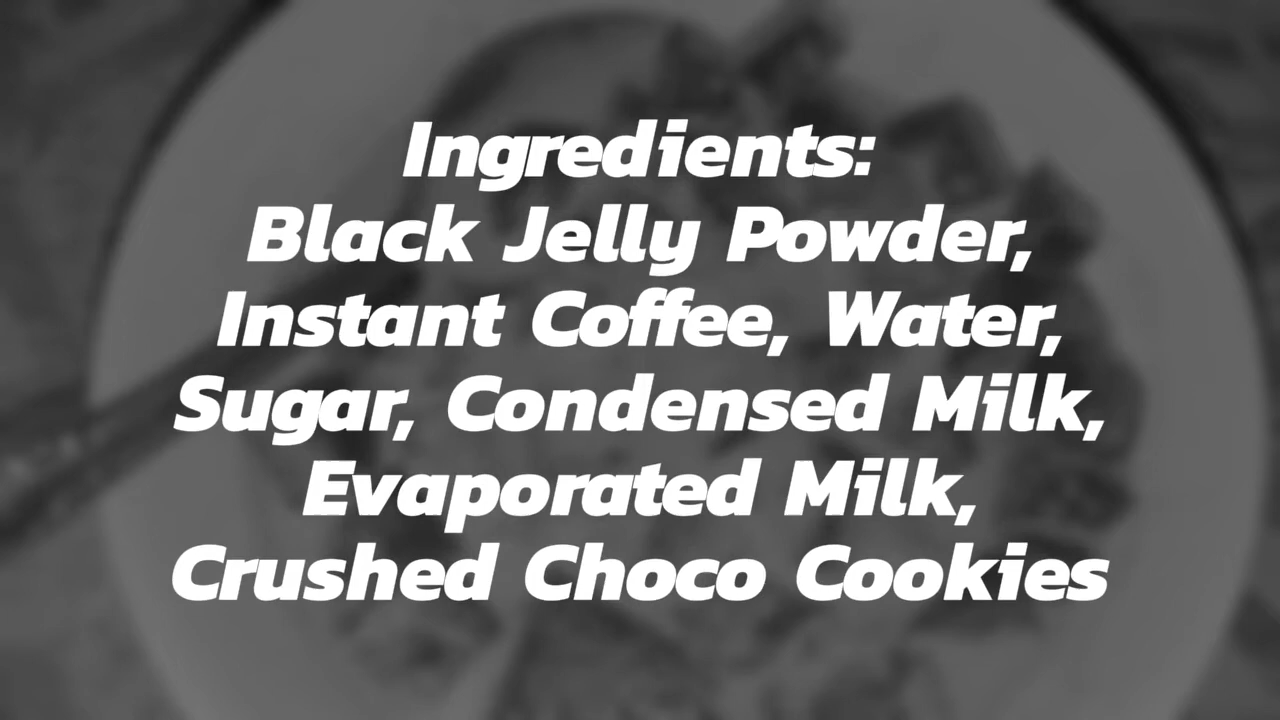 Ingredients:
Black Jelly Powder,
Instant Coffee, Water,
Sugar, Condensed Milk,
Evaporated Milk,
Crushed Choco Cookies